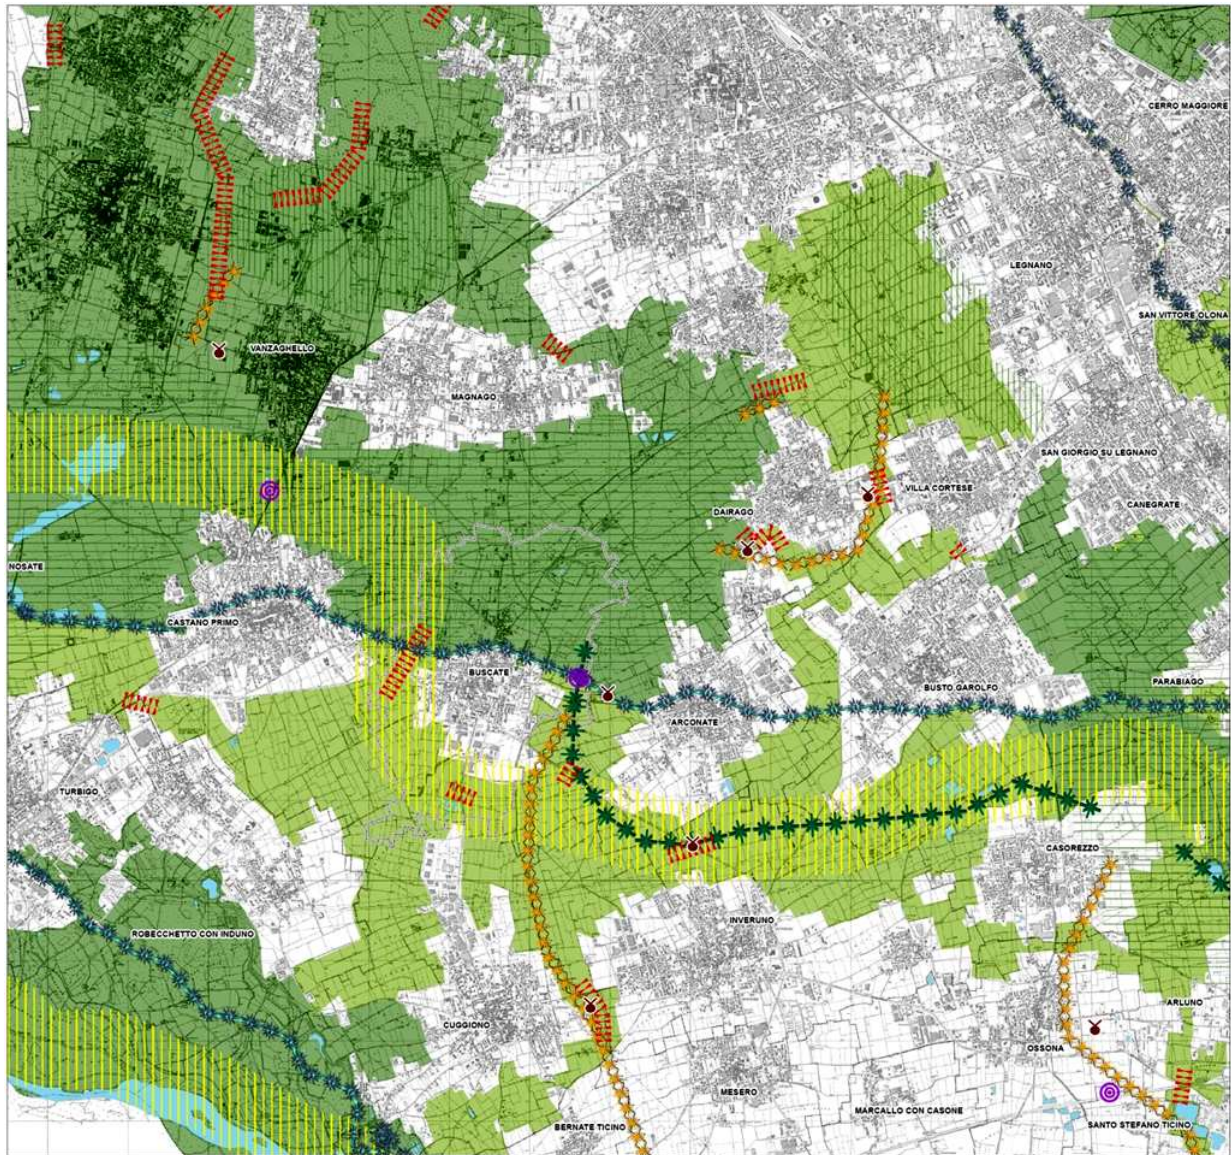 CERRO MAGGIORE
LEGNANO
SAN VITTORE OLONA
VANZAGHELLO
MAGNAGO
SAN GIORGIO SU LEGNANO
VILLA CORTESE
CANEGRATE
DAIRAGO
NOSATE
CASTANO PRIMO
BUSCATE
PARABIAGO
BUSTO GAROLFO
ARCONATE
TURBIGO
CASOREZZO
INVERUNO
ROBECCHETTO CON INDUNO
ARLUNO
CUGGIONO
OSSONA
MESERO
MARCALLO CON CASONE
SANTO STEFANO TICINO
BERNATE TICINO